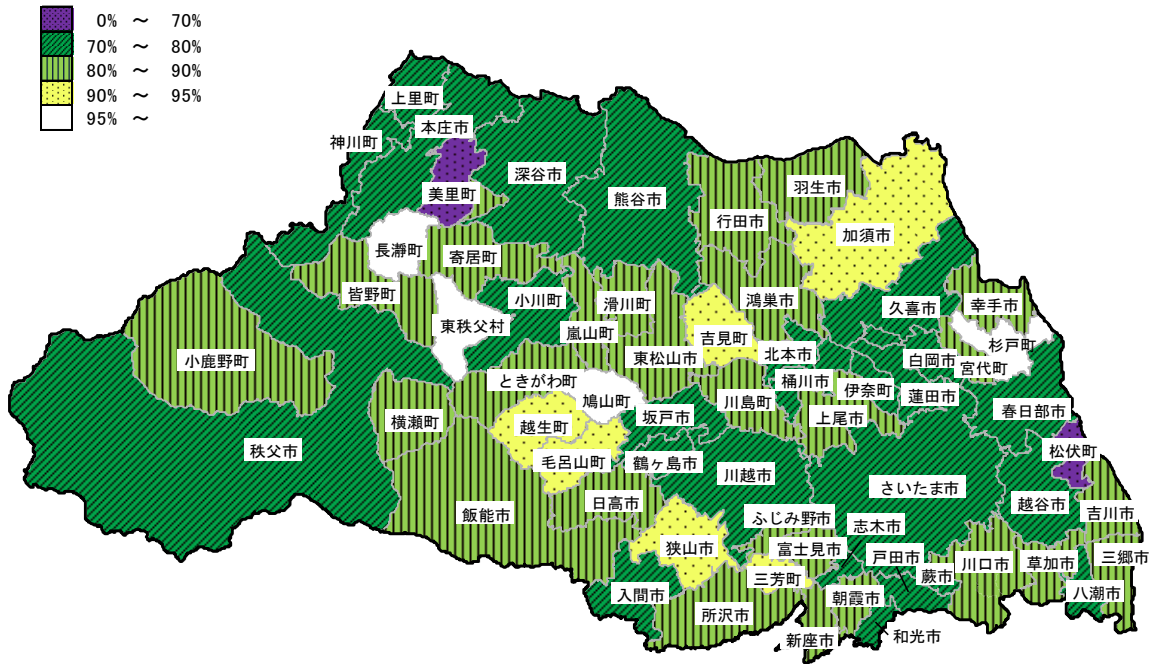 0% ～ 70%
70% ～ 80%
80% ～ 90%
90% ～ 95%
95% ～
上里町
本庄市
神川町
美里町
深谷市
熊谷市
行田市
羽生市
加須市
長瀞町
寄居町
皆野町
東秩父村
小川町
嵐山町
滑川町
東松山市
吉見町
鴻巣市
久喜市
幸手市
杉戸町
宮代町
白岡市
北本市
桶川市
伊奈町
蓮田市
小鹿野町
ときがわ町
鳩山町
川島町
上尾市
春日部市
横瀬町
越生町
坂戸市
松伏町
秩父市
毛呂山町
鶴ヶ島市
川越市
さいたま市
越谷市
吉川市
飯能市
日高市
ふじみ野市
志木市
狭山市
富士見市
戸田市
蕨市
川口市
草加市
三郷市
三芳町
入間市
朝霞市
八潮市
所沢市
新座市
和光市